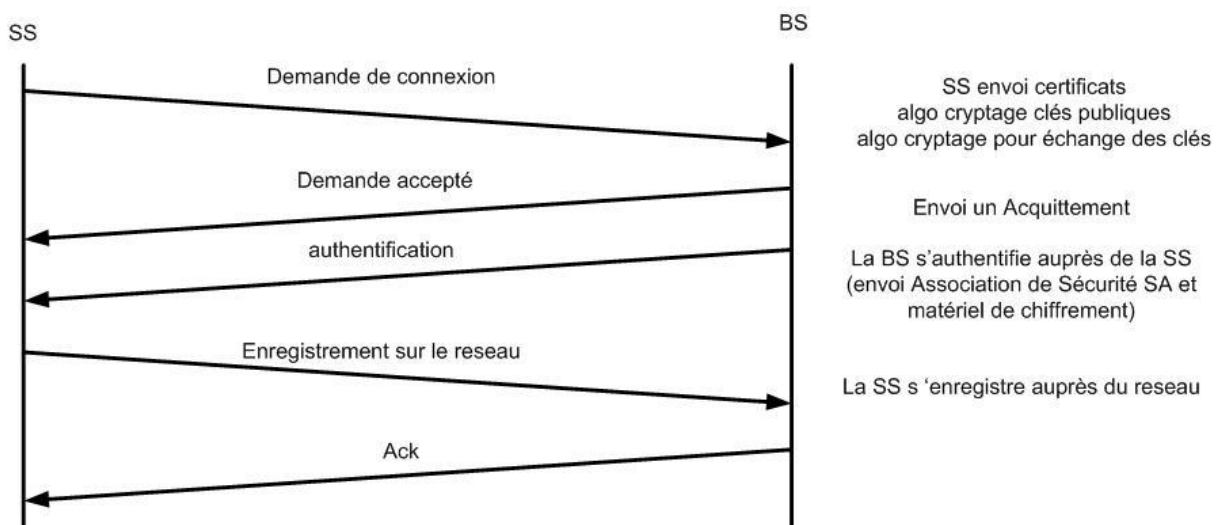 SS
BS
Demande de connexion
SS envoi certificats
algo cryptage clés publiques
algo cryptage pour échange des clés
Demande accepté
Envoi un Acquittement
authentification
La BS s'authentifie auprès de la SS
(envoi Association de Sécurité SA et
matériel de chiffrement)
Enregistrement sur le reseau
La SS s ‘enregistre auprès du reseau
Ack